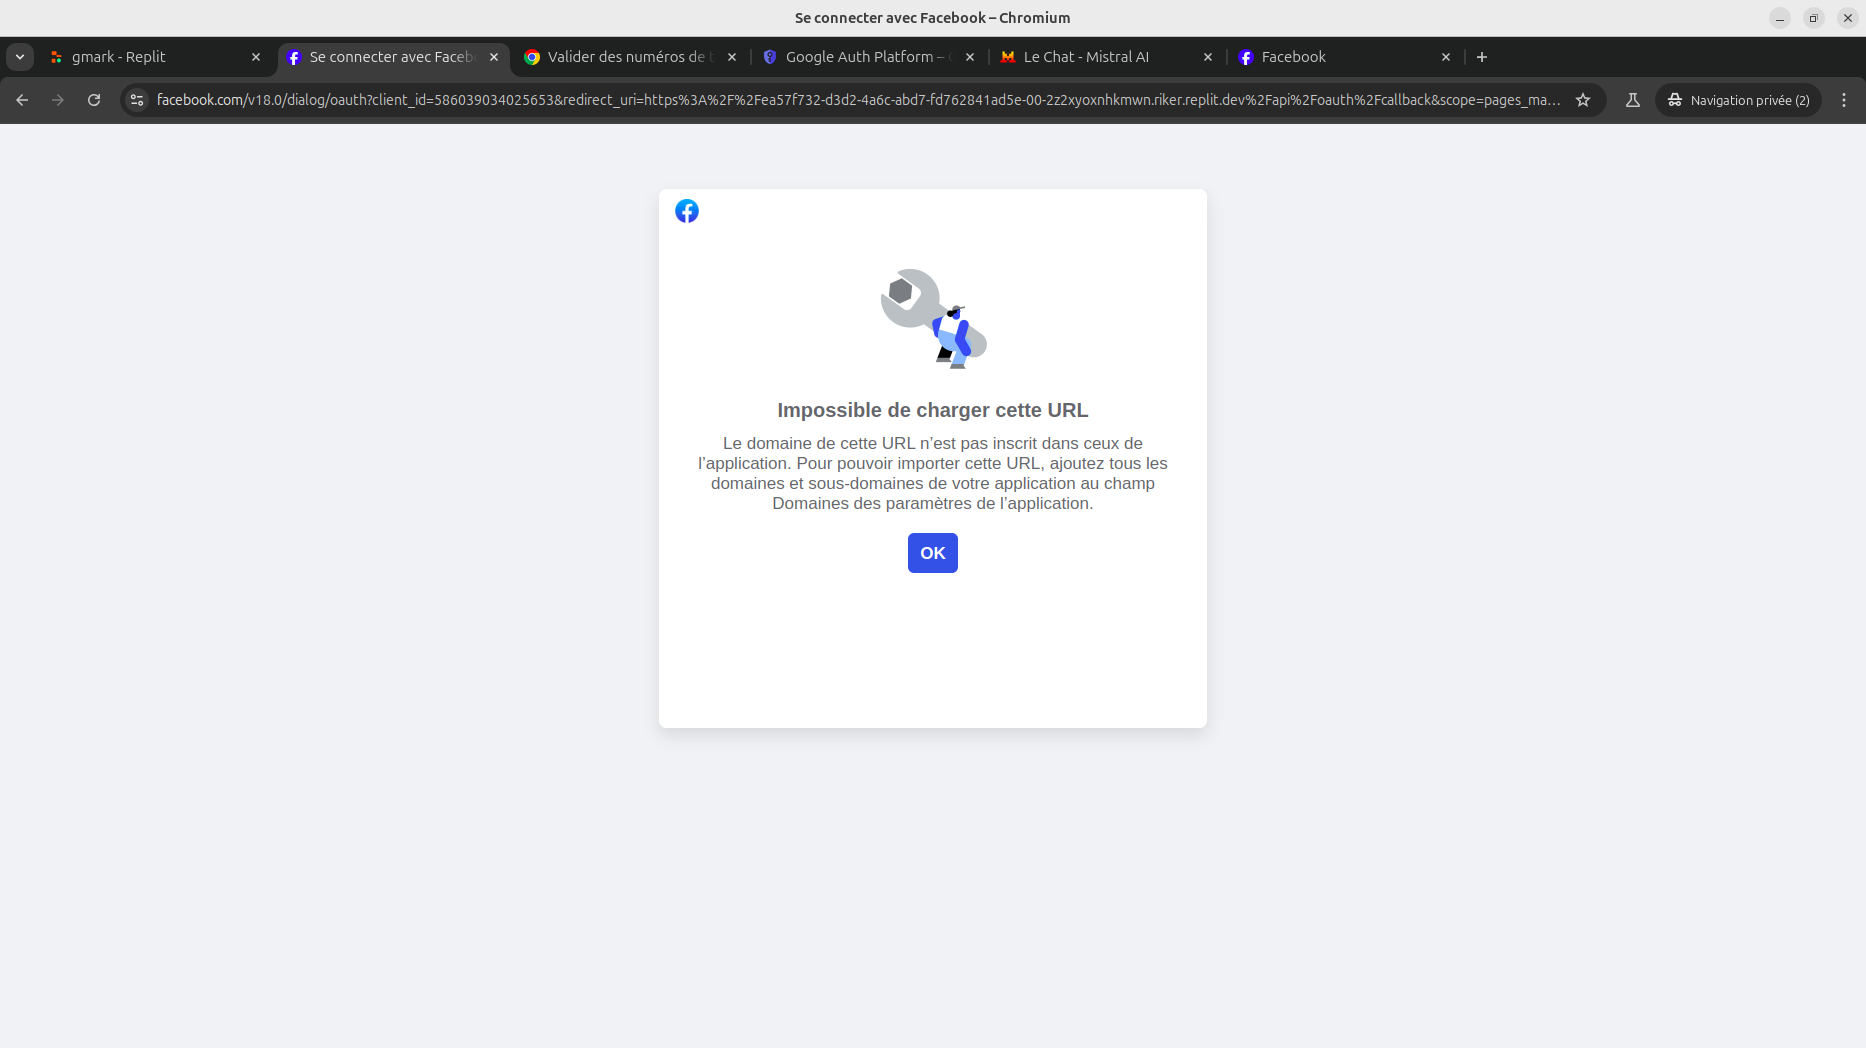 Se connecter avec Facebook – Chromium
gmark - Replit
Se connecter avec Facebo
Valider des numéros de t
Google Auth Platform –
Le Chat - Mistral AI
Facebook
facebook.com/v18.0/dialog/oauth?client_id=586039034025653&redirect_uri=https%3A%2F%2Fea57f732-d3d2-4a6c-abd7-fd762841ad5e-00-2z2xyoxnhkmwn.riker.replit.dev%2Fapi%2Foauth%2Fcallback&scope=pages_ma…
Navigation privée (2)
Impossible de charger cette URL
Le domaine de cette URL n’est pas inscrit dans ceux de
l’application. Pour pouvoir importer cette URL, ajoutez tous les
domaines et sous-domaines de votre application au champ
Domaines des paramètres de l’application.
OK